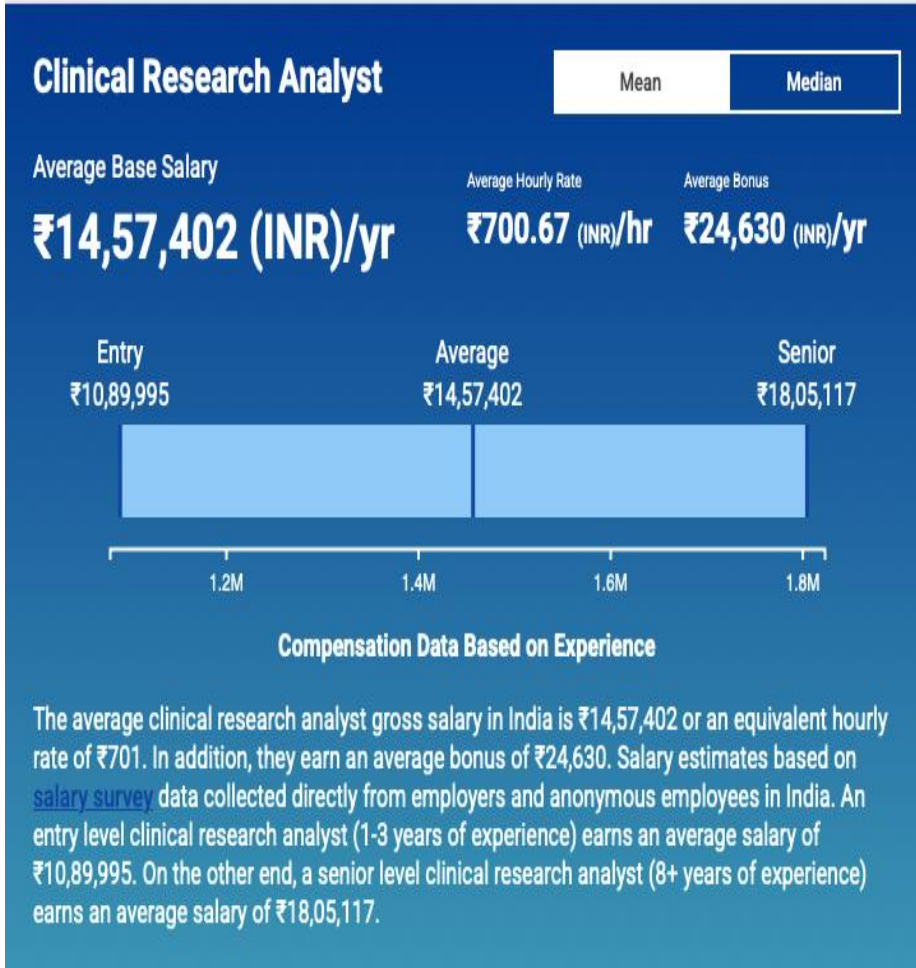 Clinical Research Analyst
Mean
Median
Average Base Salary
₹14,57,402 (INR)/yr
Average Hourly Rate
₹700.67 (INR)/hr
Average Bonus
₹24,630 (INR)/yr
Entry
₹10,89,995
Average
₹14,57,402
Senior
₹18,05,117
1.2M
1.4M
1.6M
1.8M
Compensation Data Based on Experience
The average clinical research analyst gross salary in India is ₹14,57,402 or an equivalent hourly
rate of ₹701. In addition, they earn an average bonus of ₹24,630. Salary estimates based on
salary survey data collected directly from employers and anonymous employees in India. An
entry level clinical research analyst (1-3 years of experience) earns an average salary of
₹10,89,995. On the other end, a senior level clinical research analyst (8+ years of experience)
earns an average salary of ₹18,05,117.